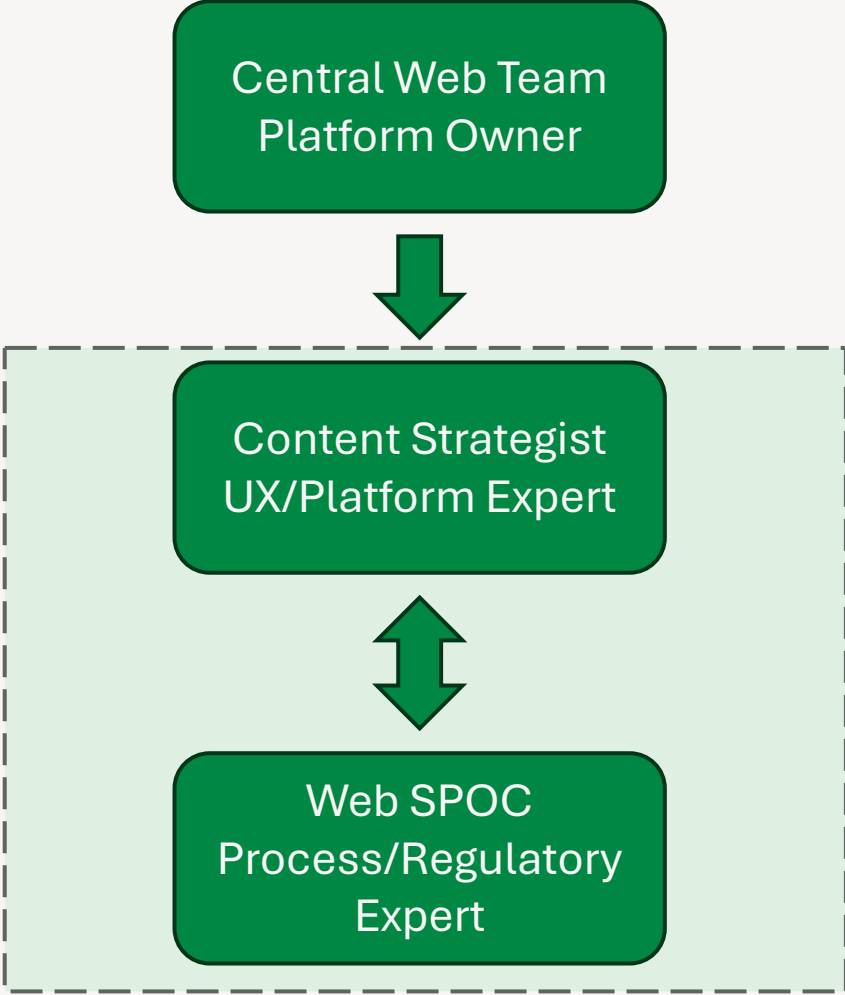 Central Web Team
Platform Owner
Content Strategist
UX/Platform Expert
Web SPOC
Process/Regulatory
Expert